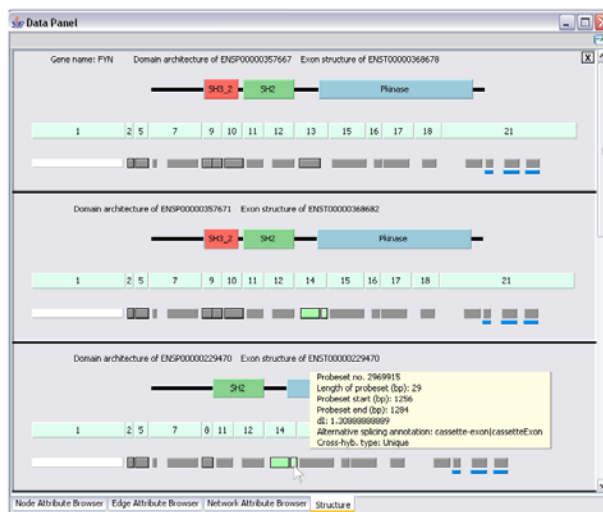 Data Panel
Gene name: FYN Domain architecture of ENSP00000357667 Exon structure of ENST00000368678 X
SH3_2 SH2 Pkinase
1 2 5 7 9 10 11 12 13 15 16 17 18 21
Domain architecture of ENSP00000357671 Exon structure of ENST00000368682
SH3_2 SH2 Pkinase
1 2 5 7 9 10 11 12 14 15 16 17 18 21
Domain architecture of ENSP00000229470 Exon structure of ENST00000229470
SH2
1 2 5 7 8 11 12 14
Probeset no. 2969915
Length of probeset (bp): 29
Probeset start (bp): 1256
Probeset end (bp): 1284
dI: 1.30888888889
Alternative splicing annotation: cassette-exon|cassetteExon
Cross-hyb. type: Unique
Node Attribute Browser Edge Attribute Browser Network Attribute Browser Structure